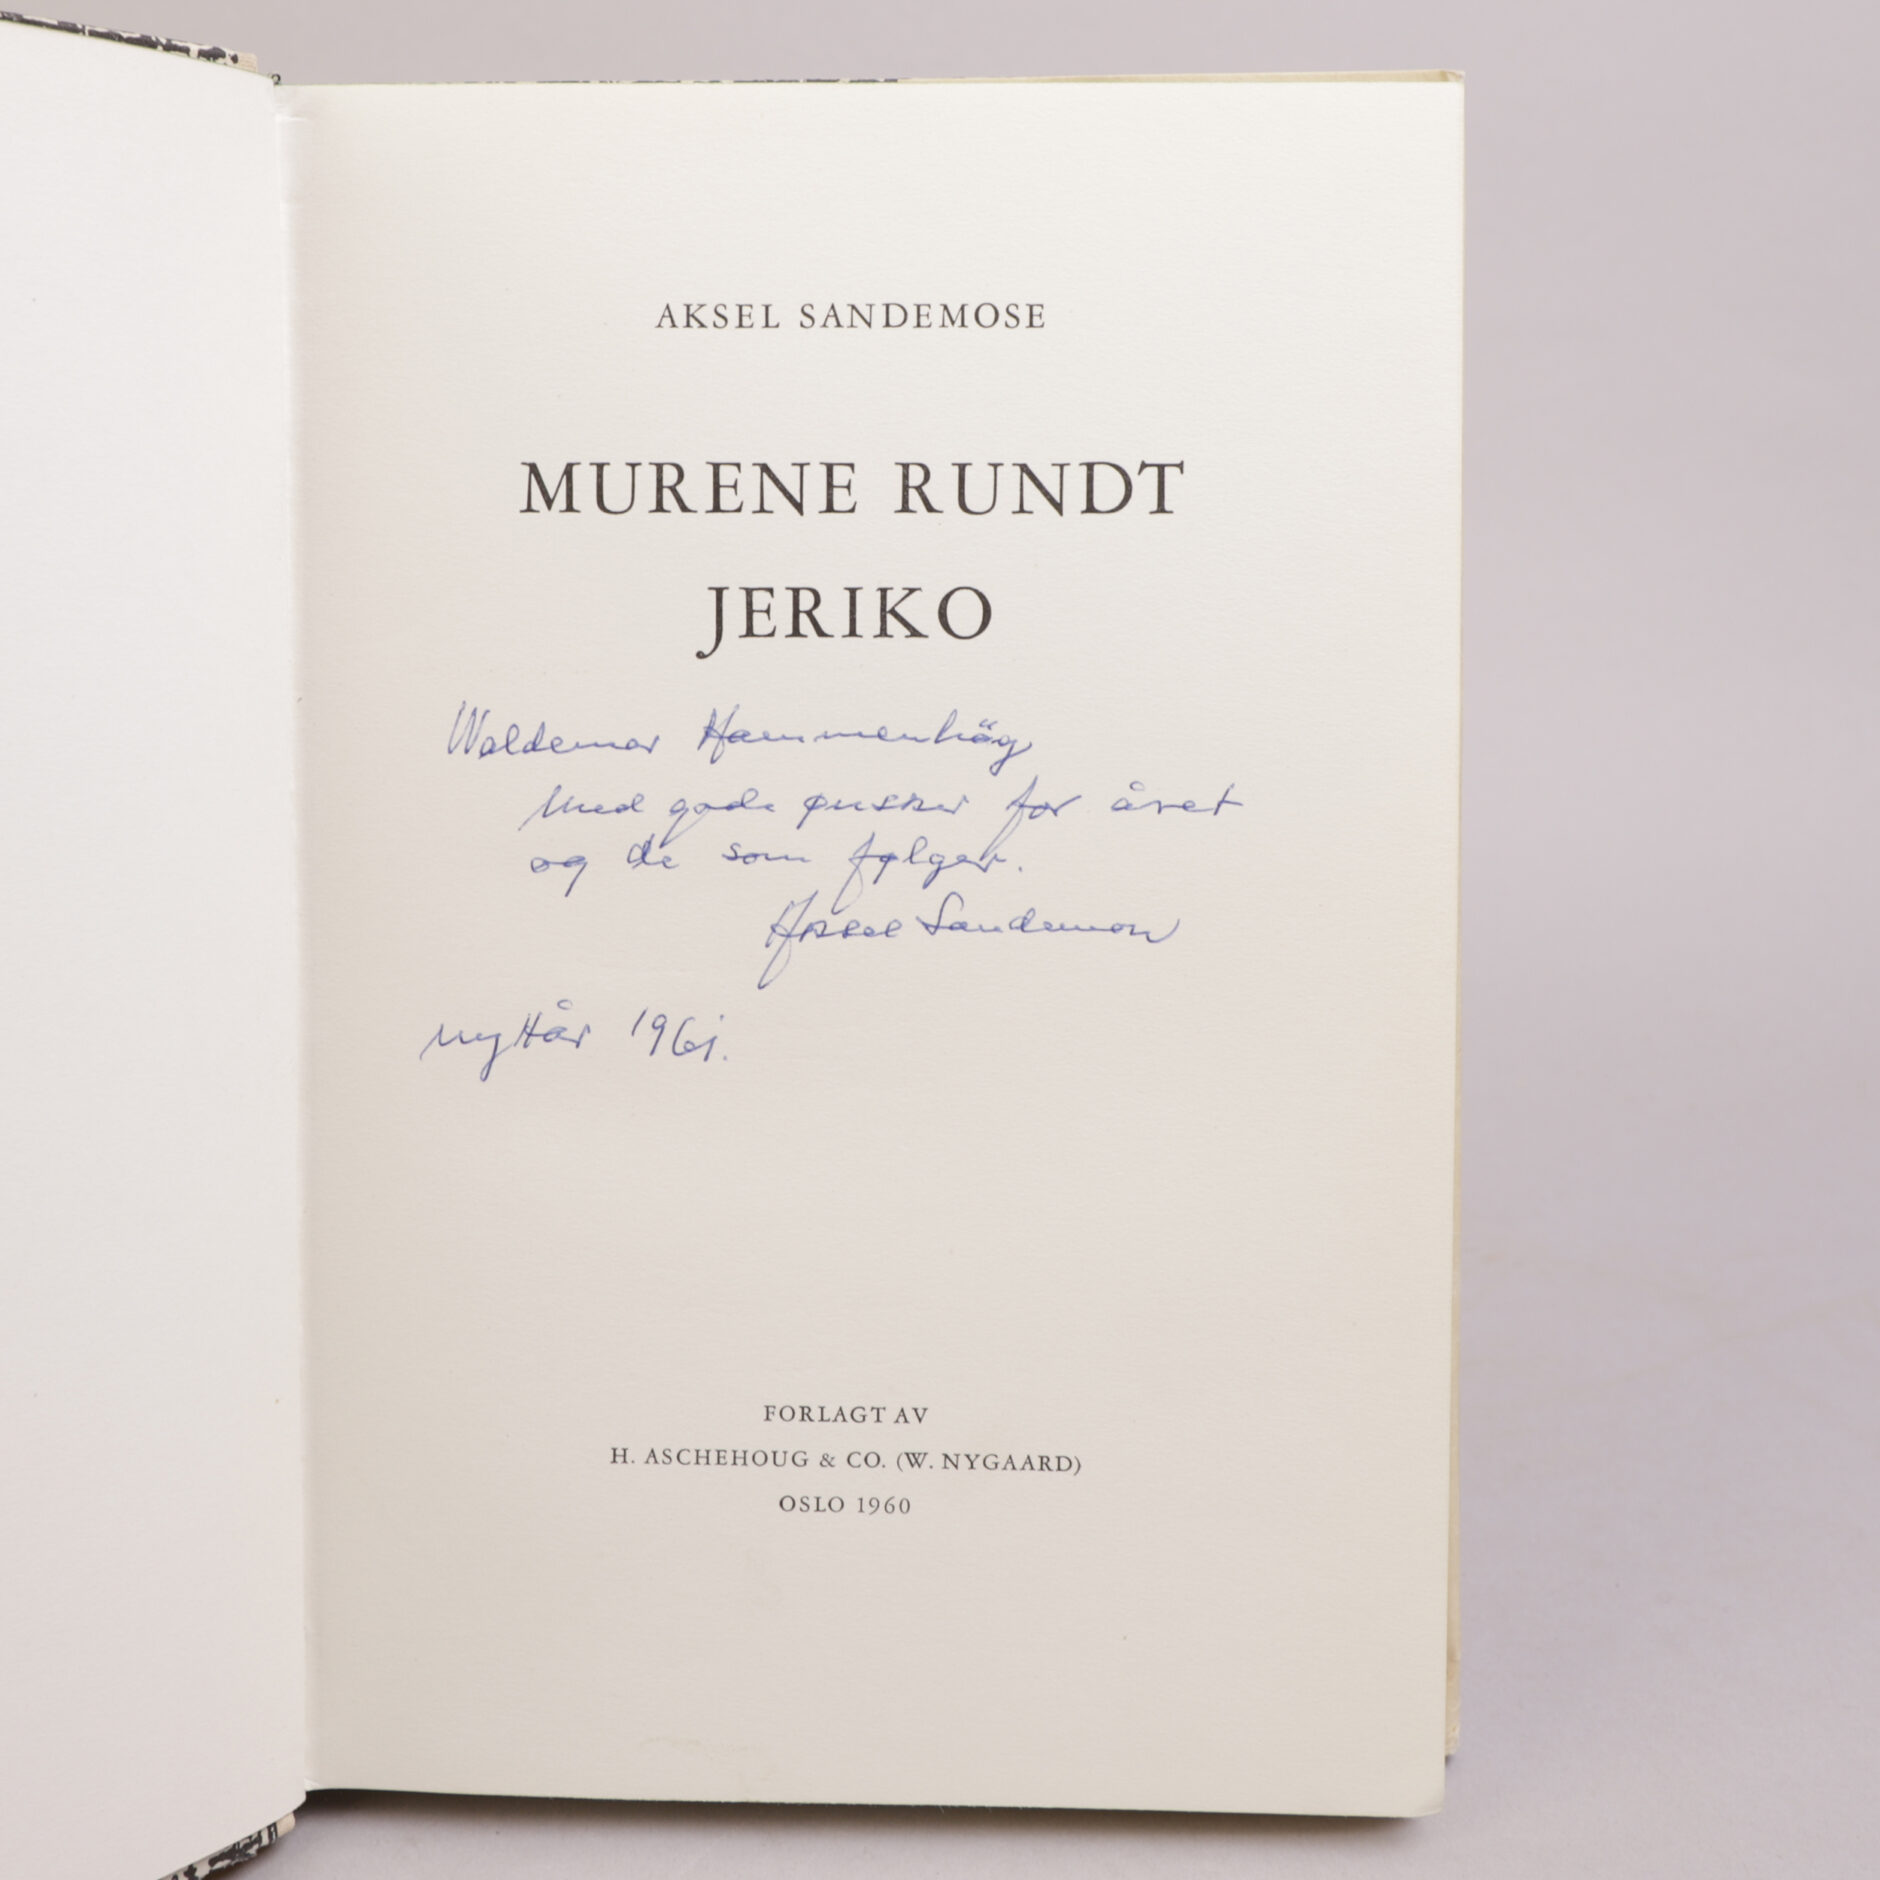 AKSEL SANDEMOSE
MURENE RUNDT
JERIKO
Waldemar Hammenhög
Med gode ønsker for året
og de som følger.
Aksel Sandemose
nyttår 1961.
FORLAGT AV
H. ASCHEHOUG & CO. (W. NYGAARD)
OSLO 1960